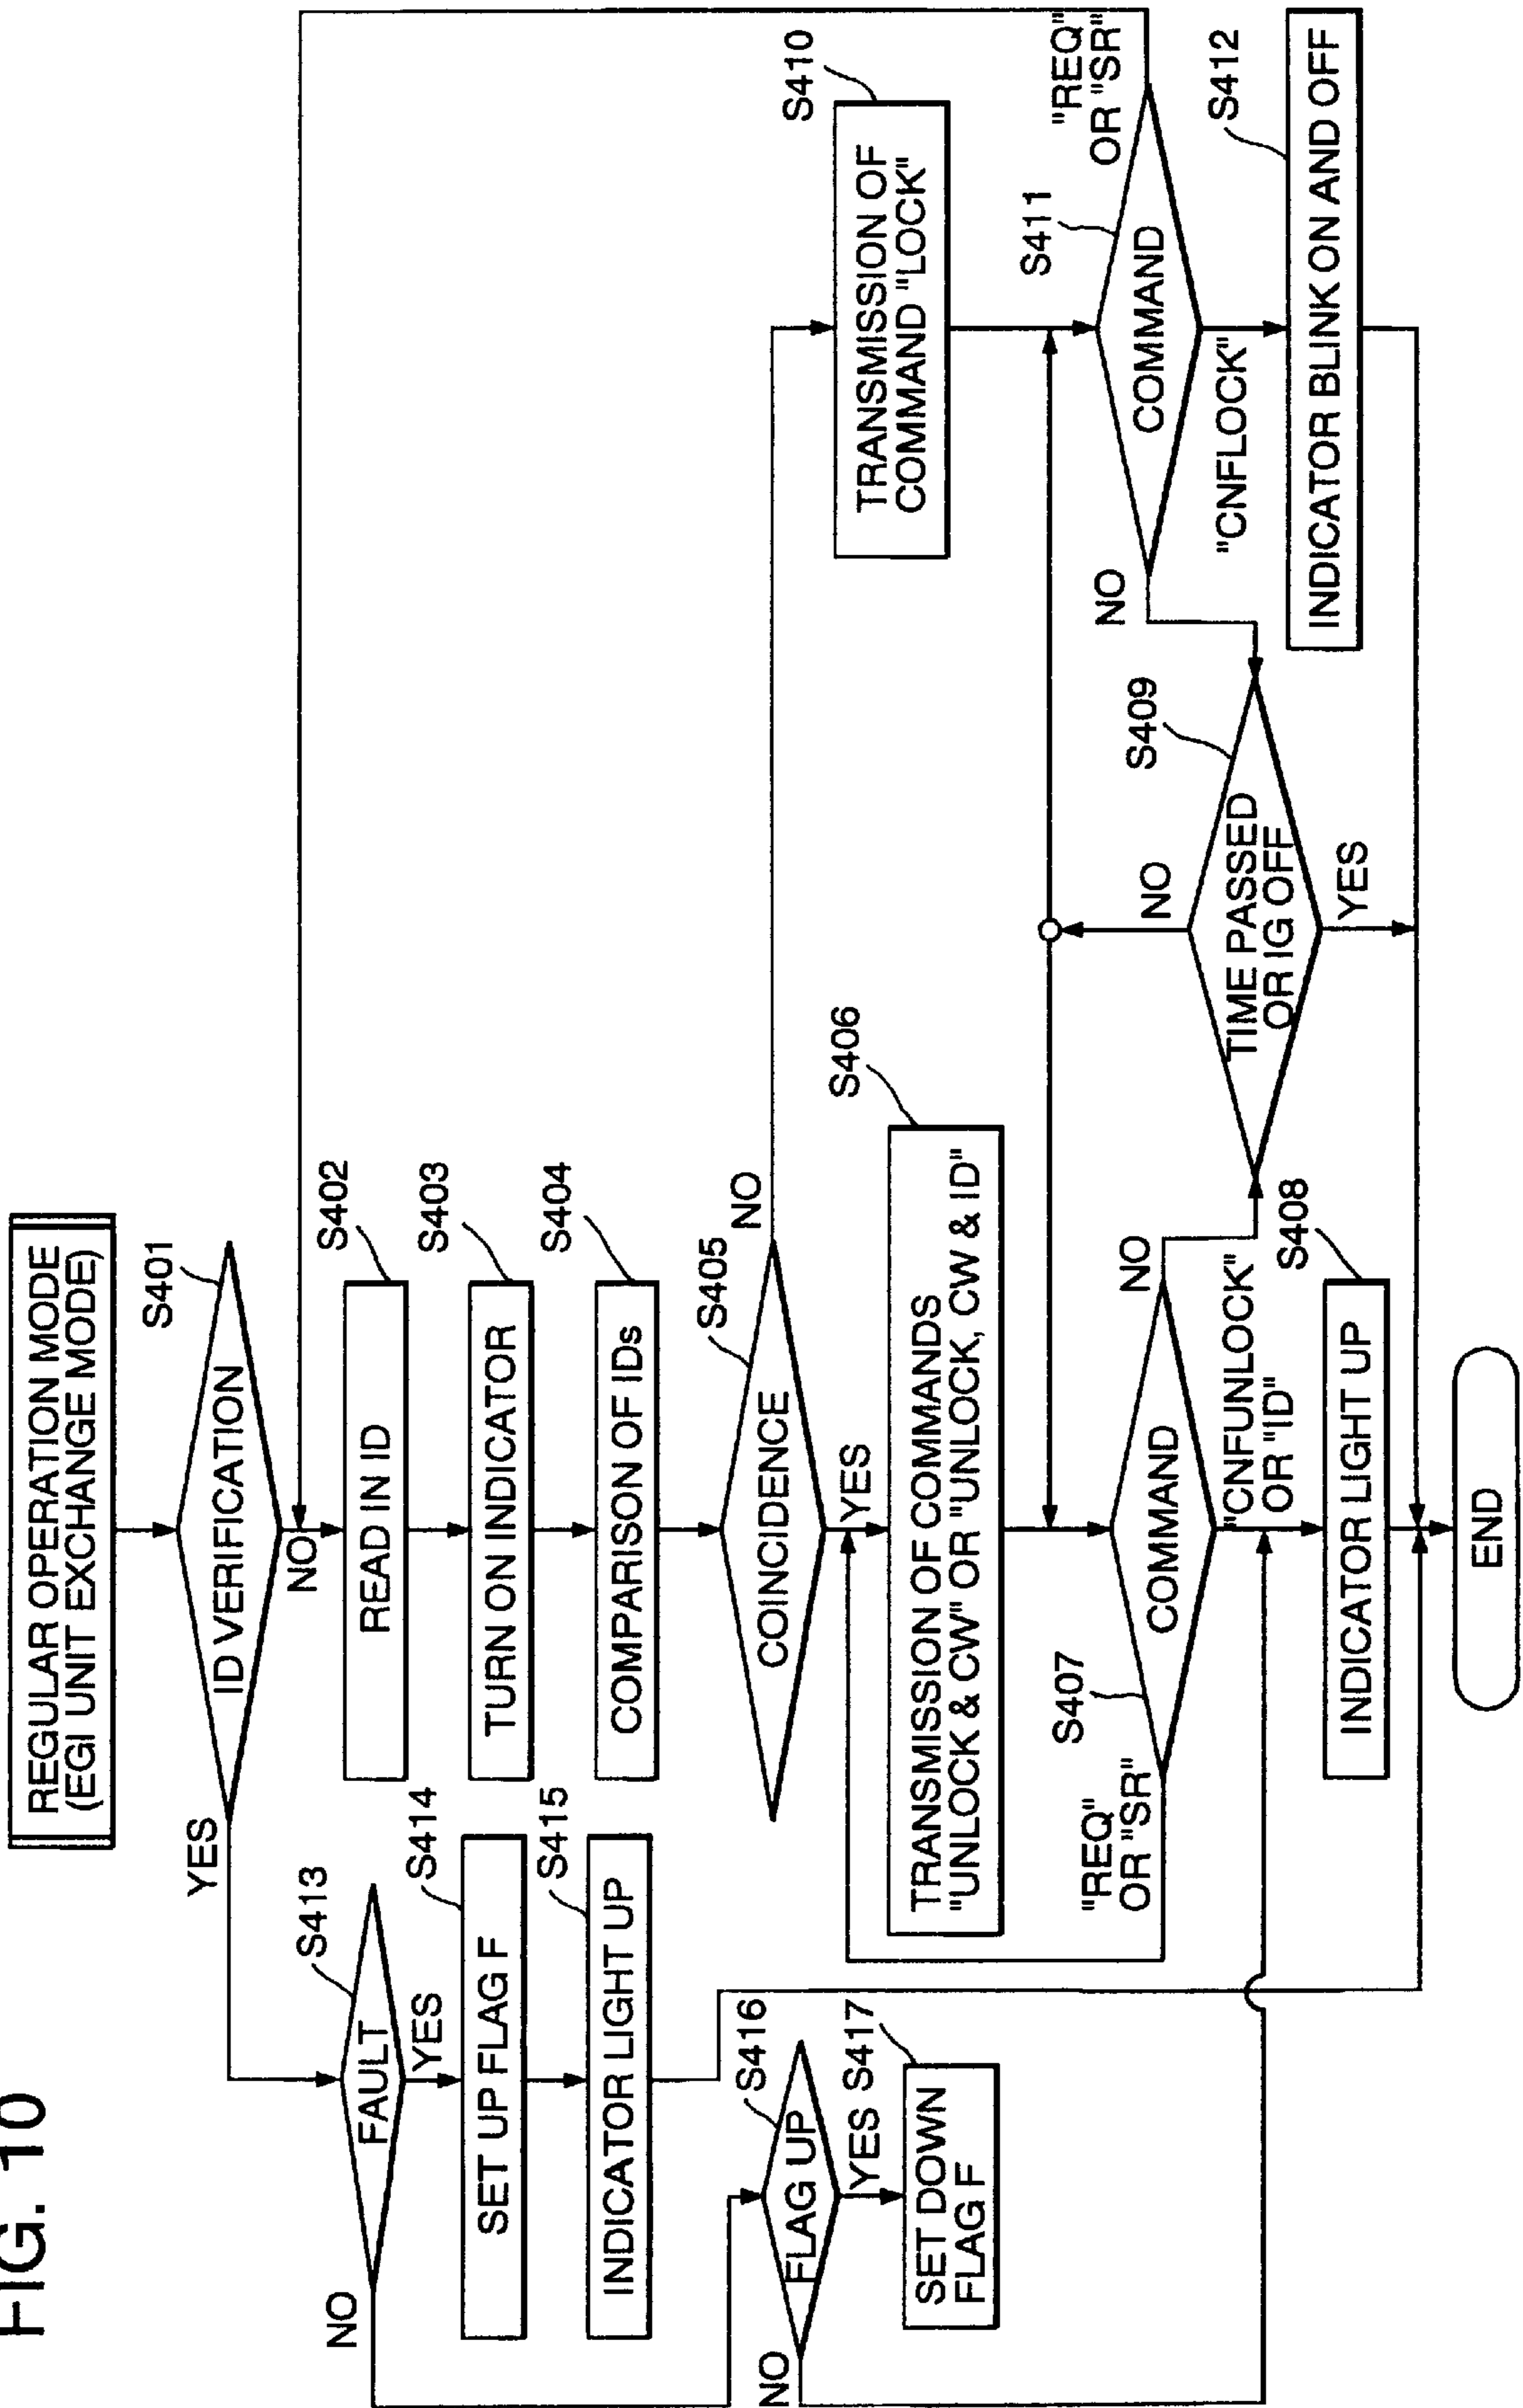 FIG. 10
REGULAR OPERATION MODE
(EGI UNIT EXCHANGE MODE)
S401
ID VERIFICATION
YES
NO
S402
READ IN ID
S403
TURN ON INDICATOR
S404
COMPARISON OF IDs
S405
COINCIDENCE
NO
YES
S406
TRANSMISSION OF COMMANDS
"UNLOCK & CW" OR "UNLOCK, CW & ID"
S407
COMMAND
"REQ"
OR "SR"
NO
"CNFUNLOCK"
OR "ID"
S408
INDICATOR LIGHT UP
END
S409
TIME PASSED
OR IG OFF
NO
YES
S410
TRANSMISSION OF
COMMAND "LOCK"
S411
COMMAND
"REQ"
OR "SR"
NO
"CNFLOCK"
S412
INDICATOR BLINK ON AND OFF
S413
FAULT
NO
YES
S414
SET UP FLAG F
S415
INDICATOR LIGHT UP
S416
FLAG UP
NO
YES
S417
SET DOWN
FLAG F